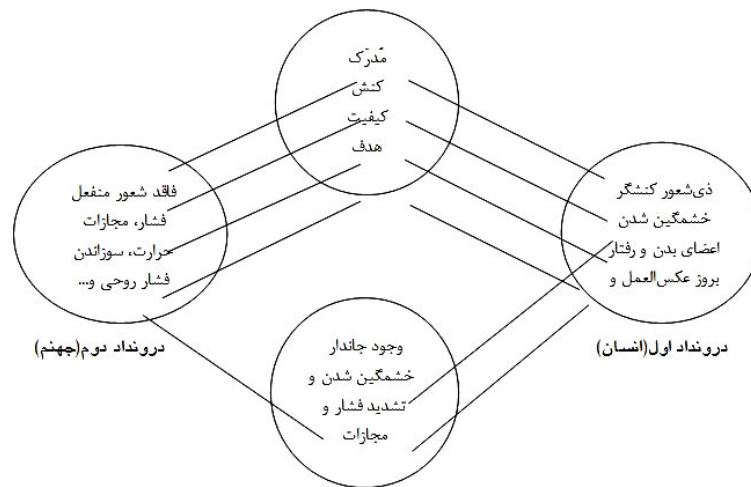 مُدرَک
کنش
کیفیت
هدف
ذی‌شعور کنشگر
خشمگین شدن
اعضای بدن و رفتار
بروز عکس‌العمل و
درونداد اول(انسان)
فاقد شعور منفعل
فشار، مجازات
حرارت، سوزاندن
فشار روحی و...
درونداد دوم(جهنم)
وجود جاندار
خشمگین شدن و
تشدید فشار و
مجازات